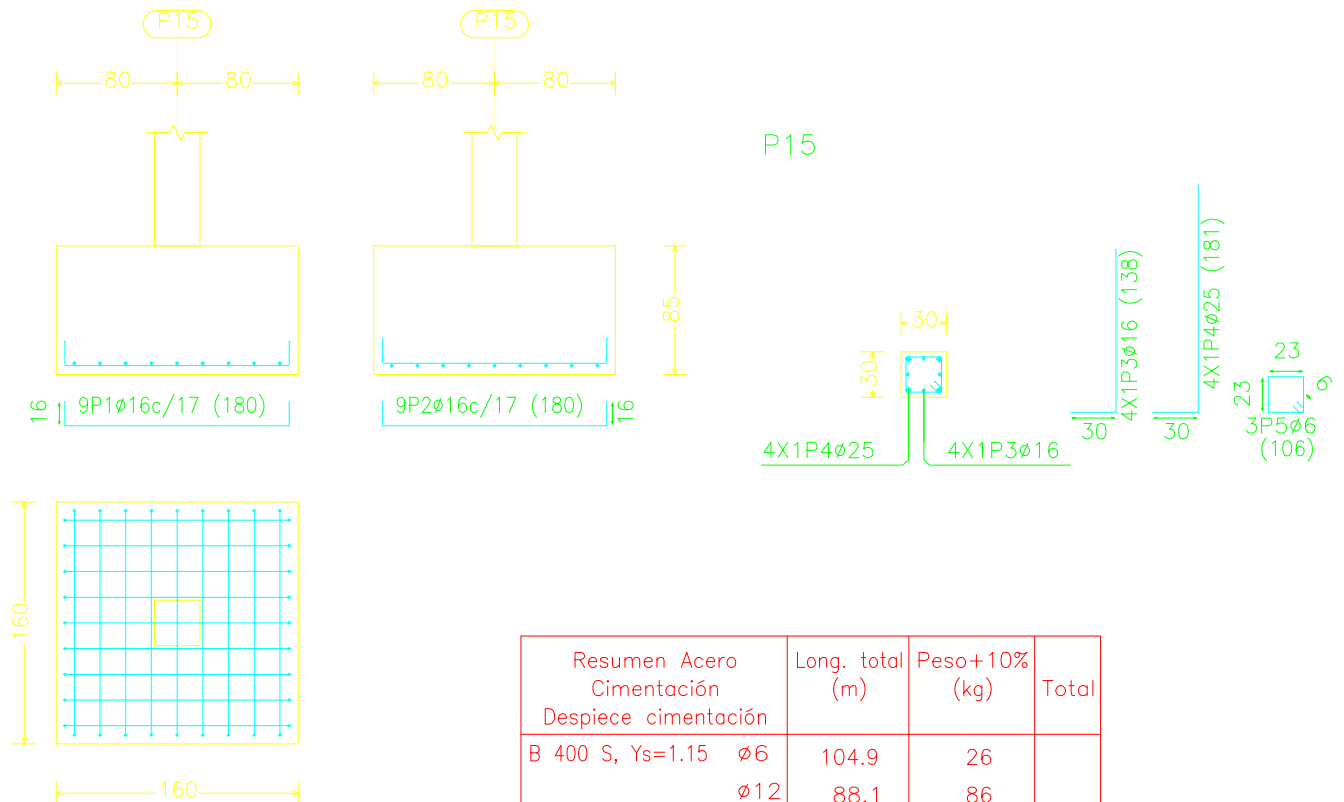 P15
P15
80 80
80 80
P15
85
9P1ø16c/17 (180)
16
9P2ø16c/17 (180)
16
30
30
4X1P4ø25
4X1P3ø16
4X1P3ø16 (138)
30
4X1P4ø25 (181)
30
23
23
6
3P5ø6
(106)
160
160
Resumen Acero
Cimentación
Despiece cimentación
Long. total
(m)
Peso+10%
(kg)
Total
B 400 S, Ys=1.15 ø6 104.9 26
ø12 88.1 86